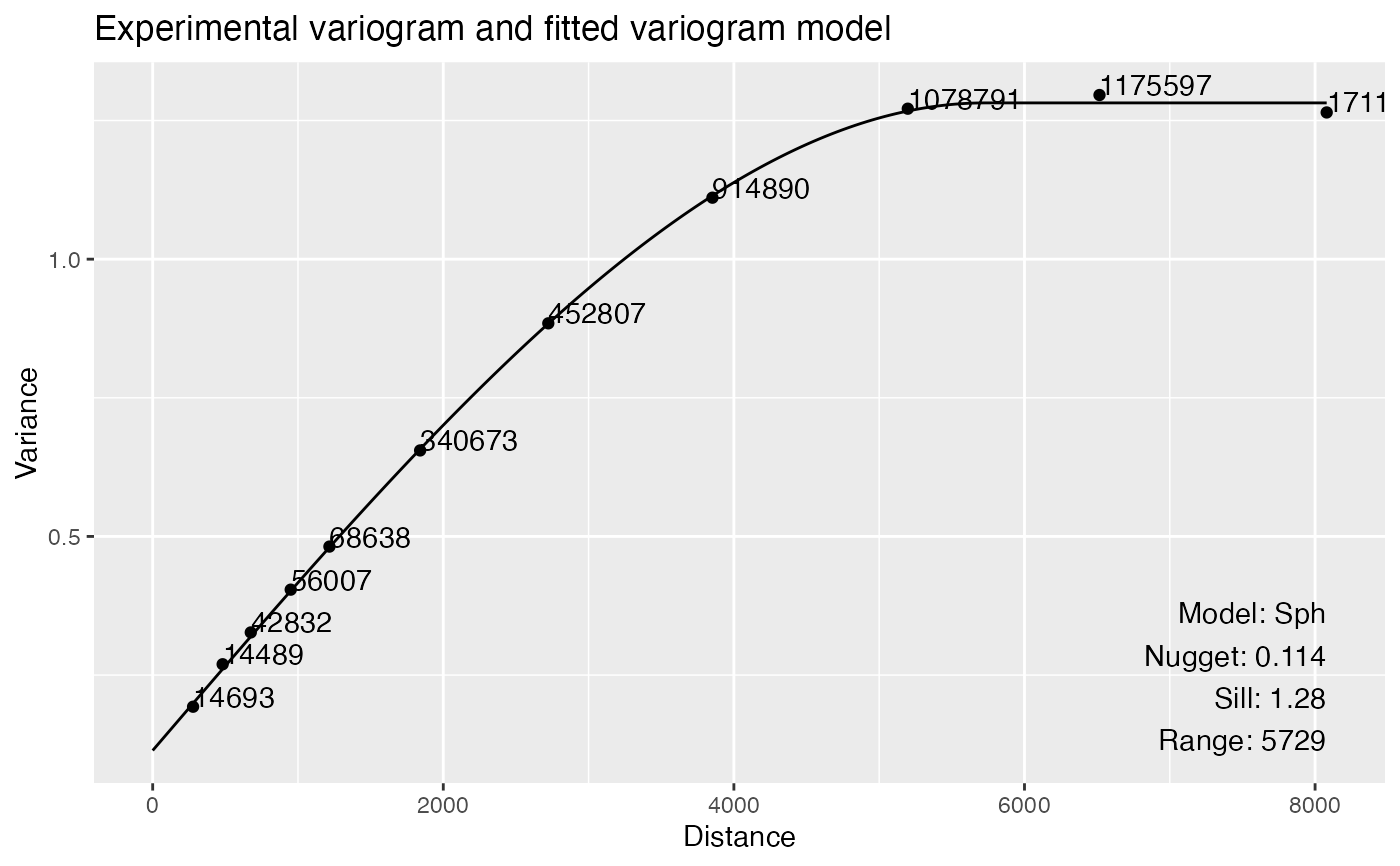 Experimental variogram and fitted variogram model
Variance
1.0
0.5
1078791
1175597
1711
914890
452807
340673
68638
56007
42832
14489
14693
Model: Sph
Nugget: 0.114
Sill: 1.28
Range: 5729
0
2000
4000
6000
8000
Distance